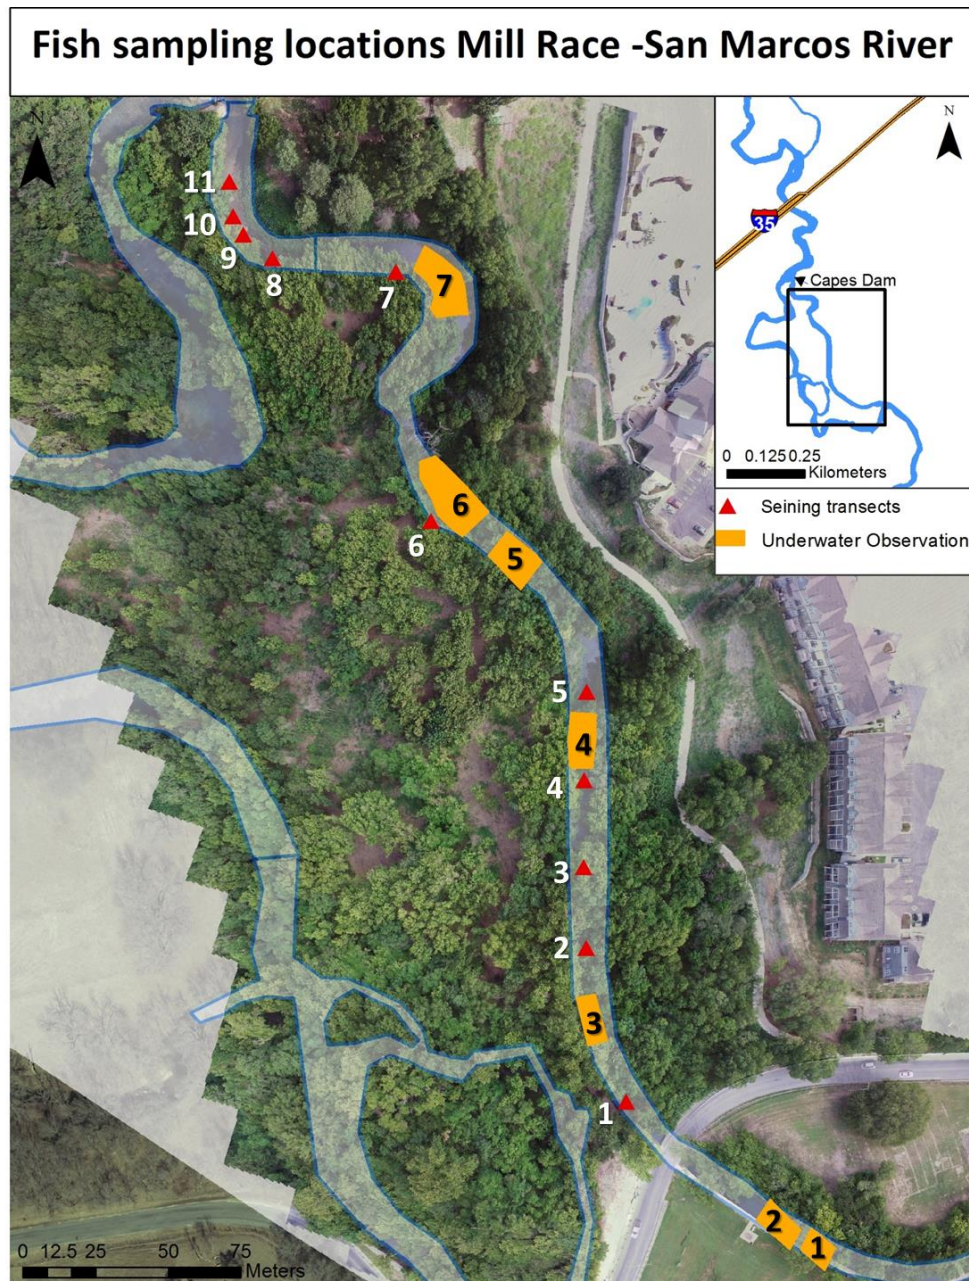 Fish sampling locations Mill Race -San Marcos River
N
N
35
Capes Dam
0 0.125 0.25
Kilometers
Seining transects
Underwater Observation
11
10
9
8
7
7
6
6
5
5
4
4
3
2
3
1
2
1
0 12.5 25 50 75
Meters